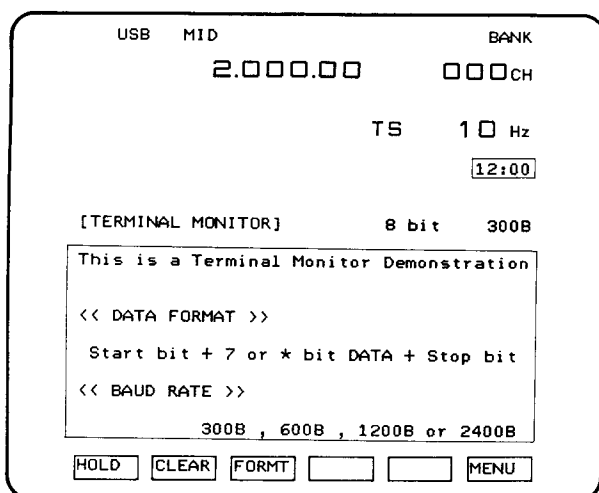 USB MID BANK
2.000.00 000CH
TS 10 Hz
12:00
[TERMINAL MONITOR] 8 bit 300B
This is a Terminal Monitor Demonstration
<< DATA FORMAT >>
Start bit + 7 or * bit DATA + Stop bit
<< BAUD RATE >>
300B , 600B , 1200B or 2400B
HOLD CLEAR FORMT MENU